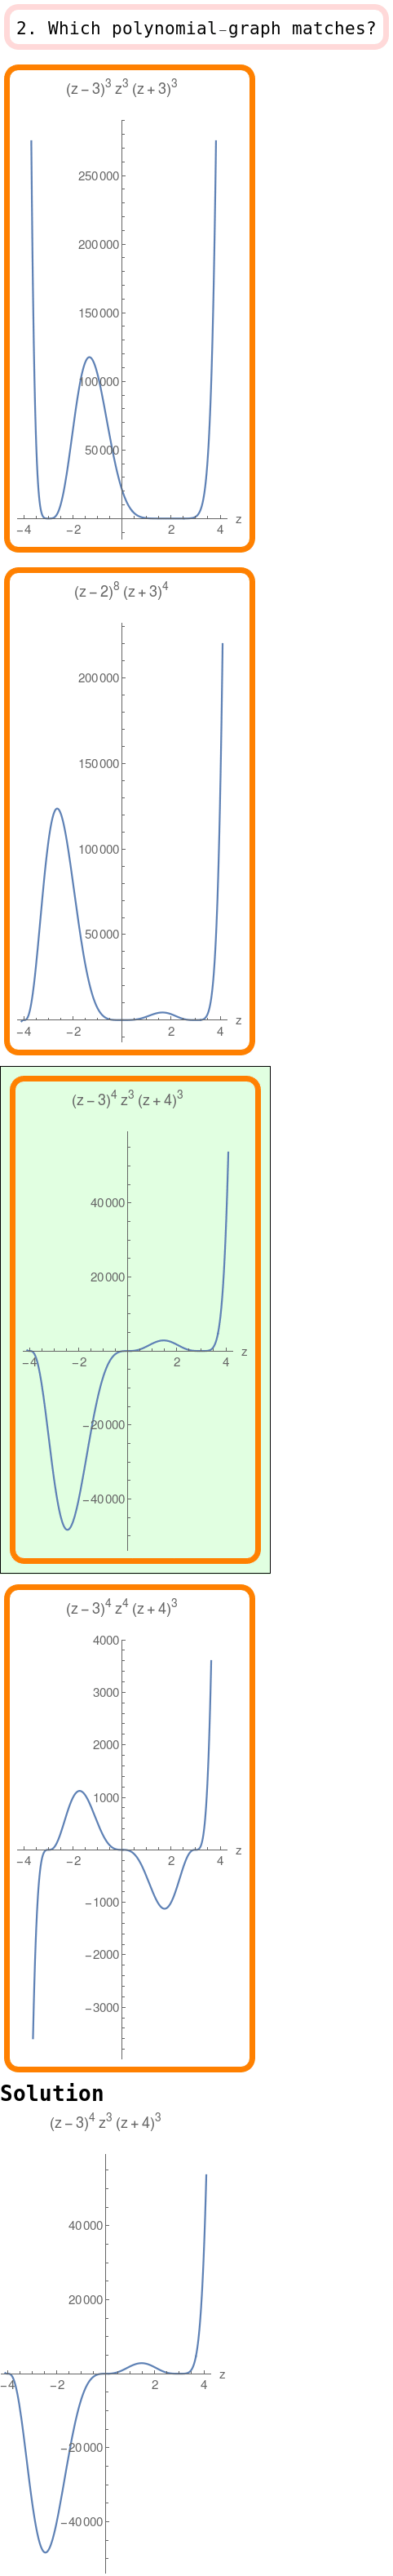 2. Which polynomial-graph matches?
(z − 3)³ z³ (z + 3)³
250 000
200 000
150 000
100 000
50 000
−4 −2 2 4 z
(z − 2)⁸ (z + 3)⁴
200 000
150 000
100 000
50 000
−4 −2 2 4 z
(z − 3)⁴ z³ (z + 4)³
40 000
20 000
−4 −2 2 4 z
−20 000
−40 000
(z − 3)⁴ z⁴ (z + 4)³
4000
3000
2000
1000
−4 −2 2 4 z
−1000
−2000
−3000
Solution
(z − 3)⁴ z³ (z + 4)³
40 000
20 000
−4 −2 2 4 z
−20 000
−40 000